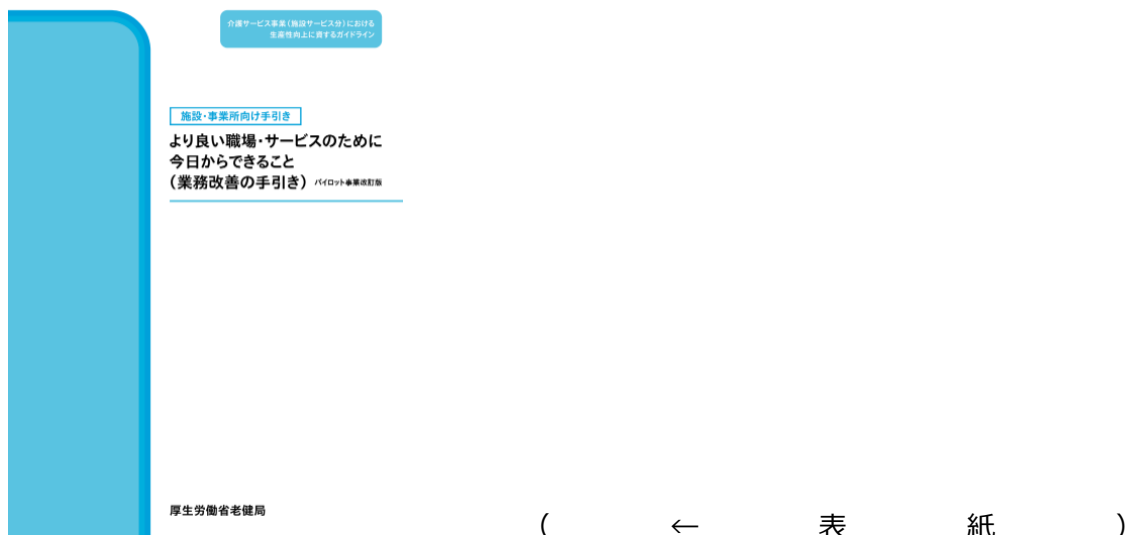 介護サービス事業(施設サービス分)における
生産性向上に資するガイドライン
施設・事業所向け手引き
より良い職場・サービスのために
今日からできること
(業務改善の手引き) パイロット事業改訂版
厚生労働省老健局
(←表紙)